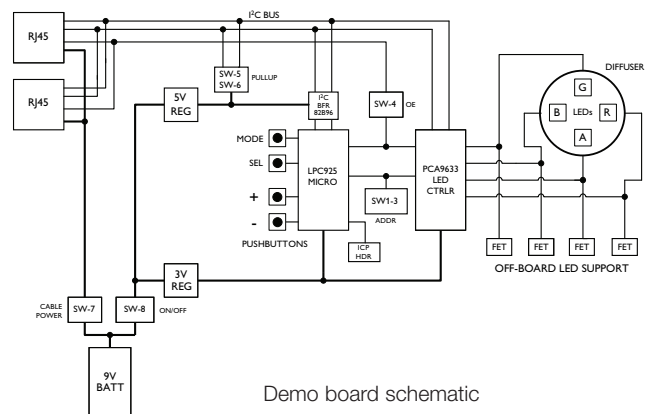 I²C BUS
RJ45
RJ45
SW-5
SW-6
PULLUP
5V
REG
I²C
BFR
82B96
SW-4
OE
DIFFUSER
G
B
LEDs
R
A
MODE
SEL
+
-
PUSHBUTTONS
LPC925
MICRO
PCA9633
LED
CTRLR
SW1-3
ADDR
ICP
HDR
FET
FET
FET
FET
OFF-BOARD LED SUPPORT
3V
REG
CABLE
POWER
SW-7
SW-8
ON/OFF
9V
BATT
Demo board schematic